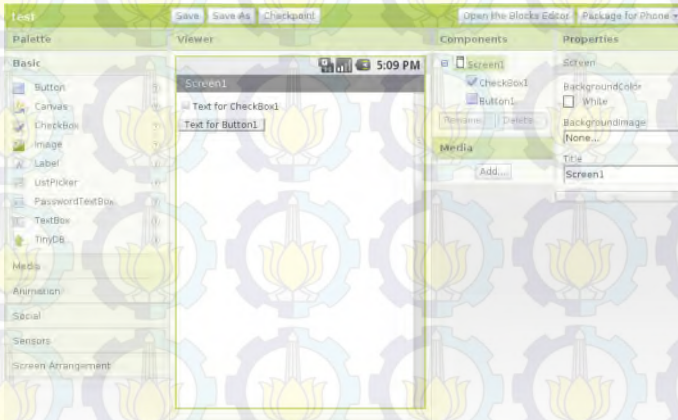 test
Save Save As Checkpoint Open the Blocks Editor Package for Phone
Palette
Basic
Button
Canvas
CheckBox
Image
Label
ListPicker
PasswordTextBox
TextBox
TinyDB
Media
Animation
Social
Sensors
Screen Arrangement
Viewer
5:09 PM
Screen1
Text for CheckBox1
Text for Button1
Components
Screen1
CheckBox1
Button1
Rename Delete...
Media
Add...
Properties
Screen1
BackgroundColor
White
BackgroundImage
None...
Title
Screen1